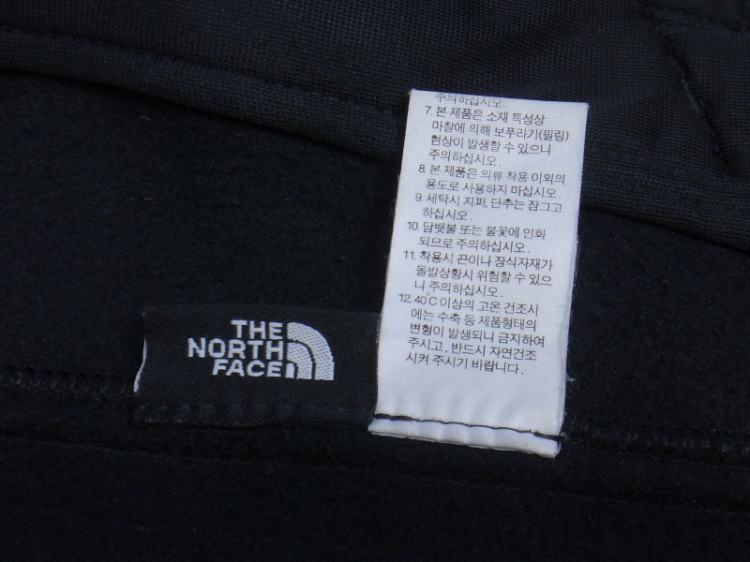 주의하십시오.
7. 본 제품은 소재 특성상
마찰에 의해 보푸라기(필링)
현상이 발생할 수 있으니
주의하십시오.
8. 본 제품은 의류 착용 이외의
용도로 사용하지 마십시오.
9. 세탁시 지퍼, 단추는 잠그고
하십시오.
10. 담뱃불 또는 불꽃에 인화
되므로 주의하십시오.
11. 착용시 끈이나 장식자재가
돌발상황시 위험할 수 있으
니 주의하십시오.
12. 40℃ 이상의 고온 건조시
에는 수축 등 제품형태의
변형이 발생되니 금지하여
주시고, 반드시 자연건조
시켜 주시기 바랍니다.
THE
NORTH
FACE